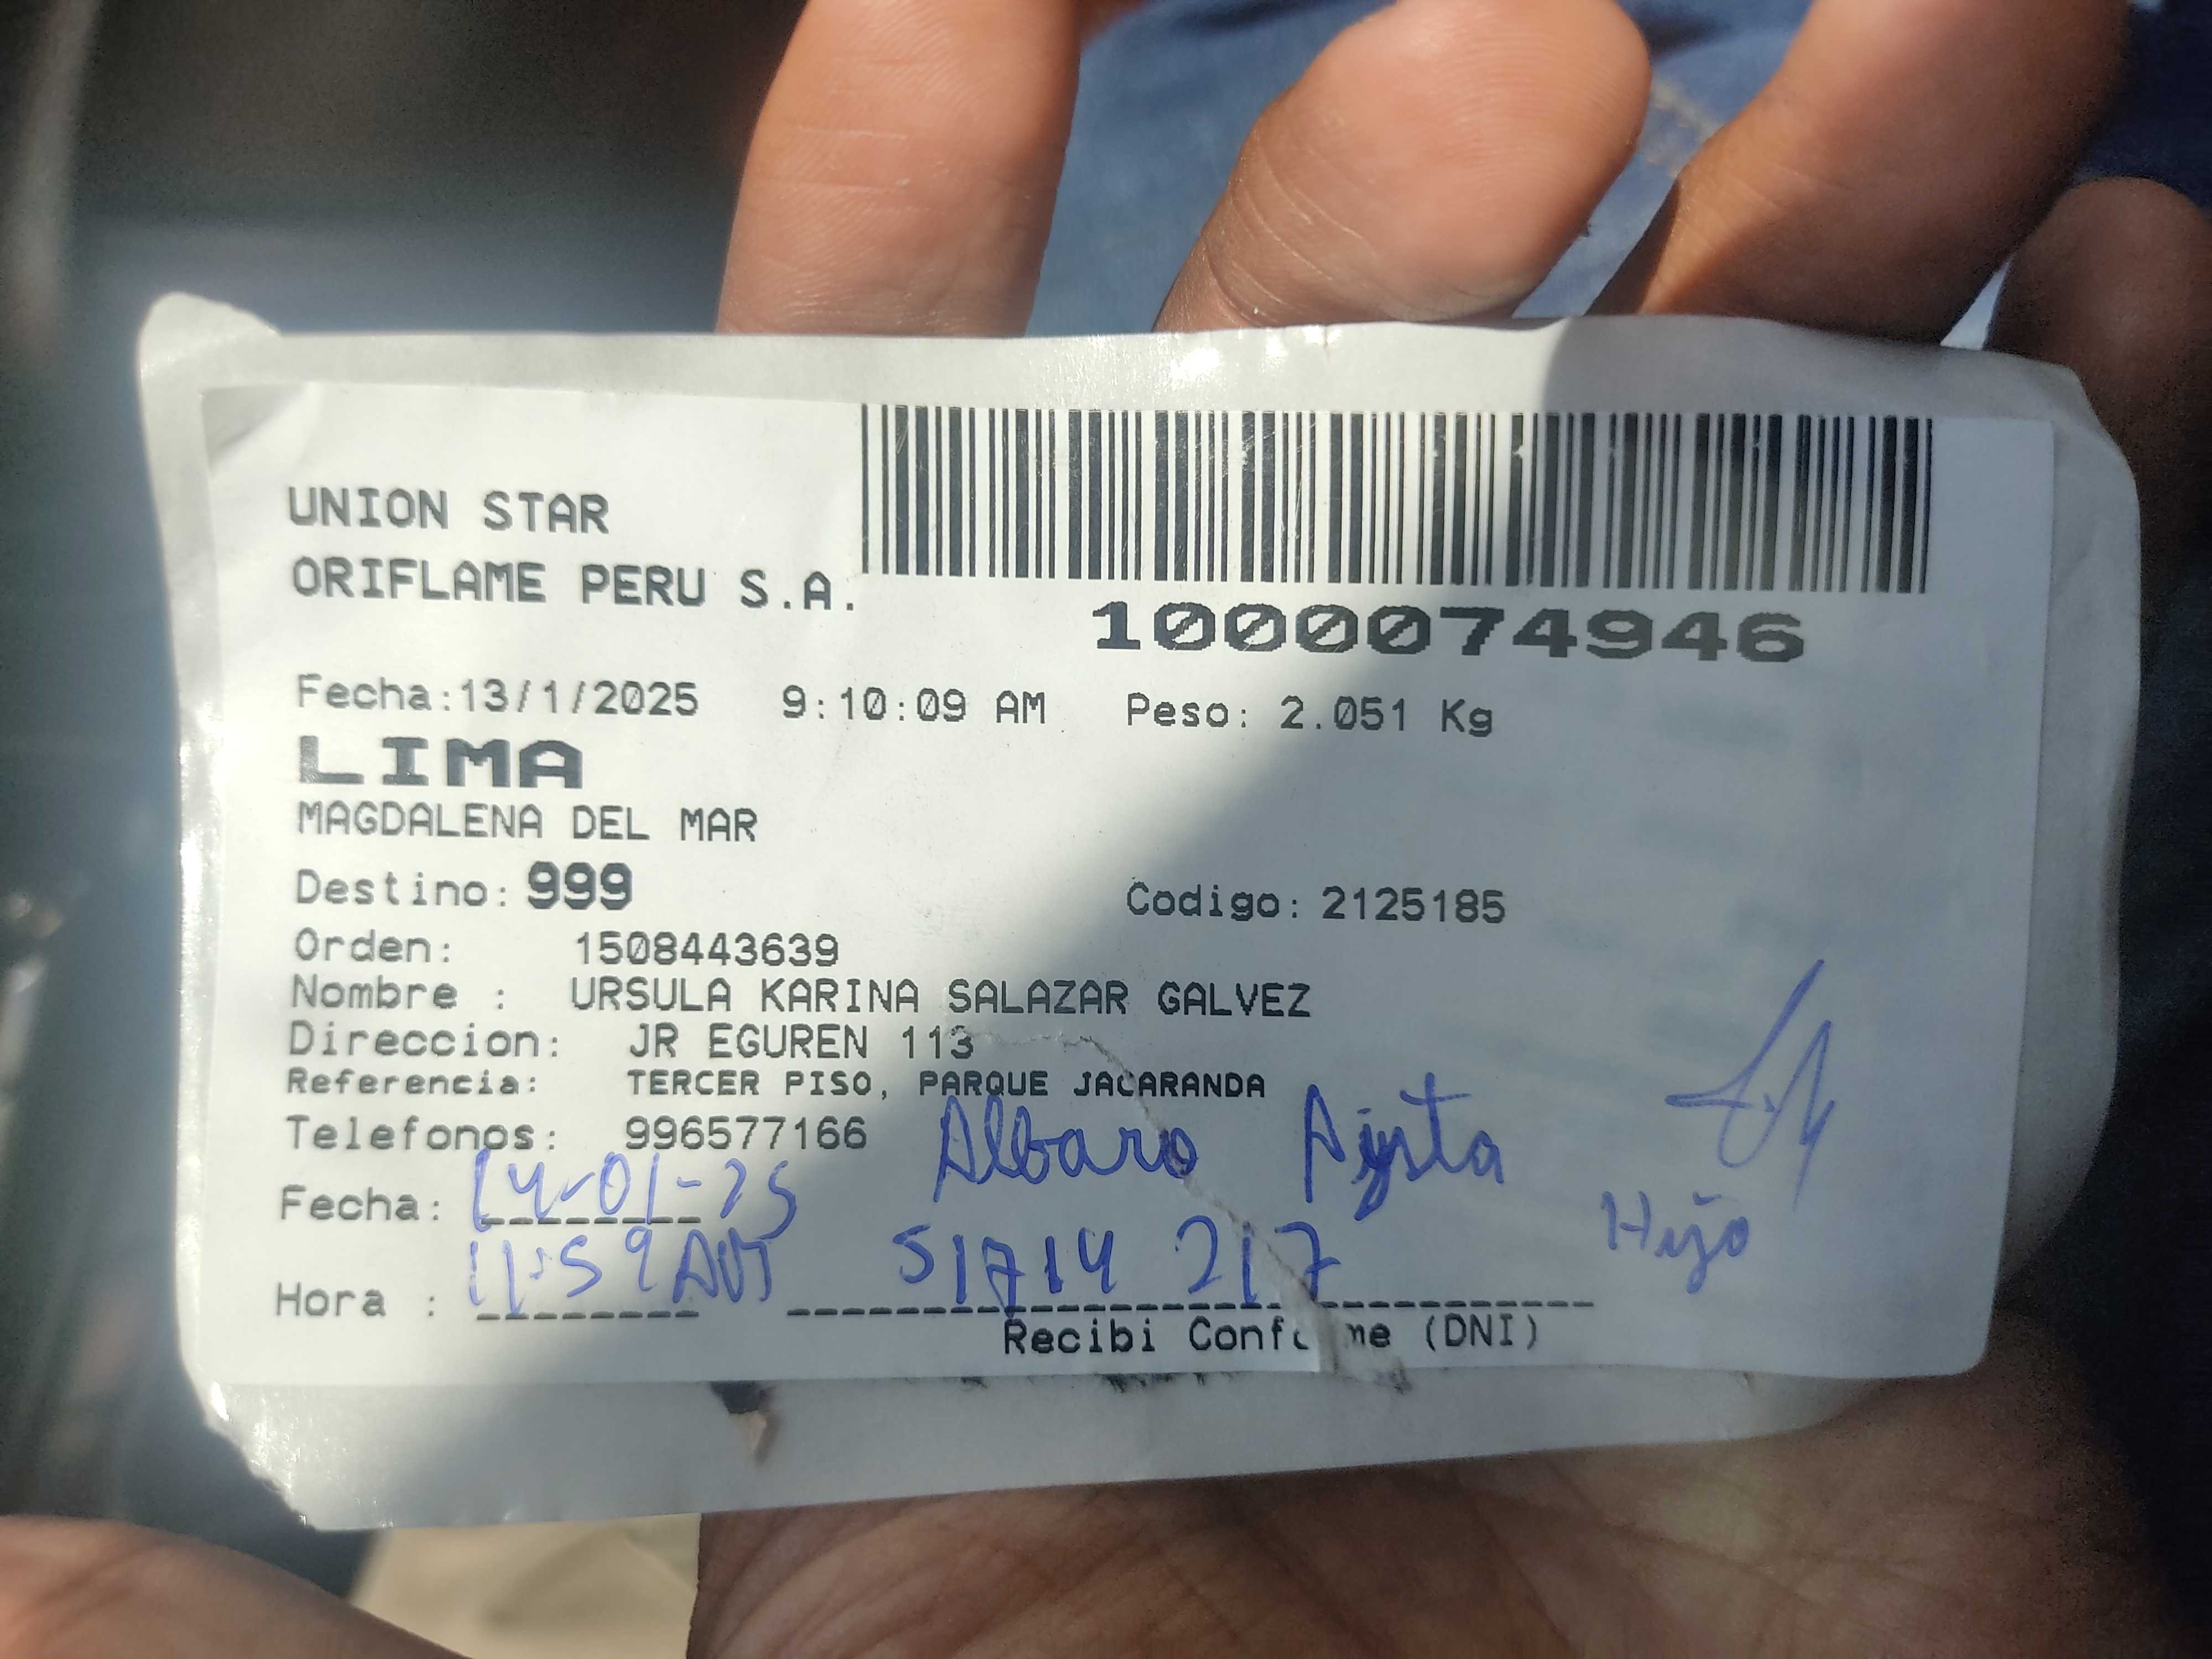 UNION STAR
ORIFLAME PERU S.A.
1000074946
Fecha:13/1/2025 9:10:09 AM Peso: 2.051 Kg
LIMA
MAGDALENA DEL MAR
Destino: 999 Codigo: 2125185
Orden: 1508443639
Nombre : URSULA KARINA SALAZAR GALVEZ
Direccion: JR EGUREN 113
Referencia: TERCER PISO, PARQUE JACARANDA
Telefonos: 996577166 Albaro
Fecha: 14-01-25
Hijo
Hora : 11:59 AM 51714 217
Recibi (DNI)